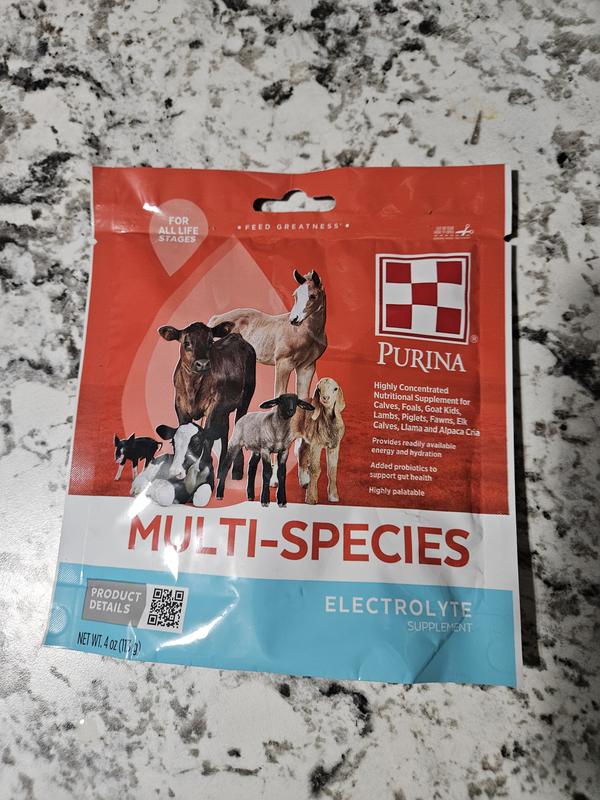 FOR
ALL LIFE
STAGES
• FEED GREATNESS® •
PURINA®
Highly Concentrated
Nutritional Supplement for
Calves, Foals, Goat Kids,
Lambs, Piglets, Fawns, Elk
Calves, Llama and Alpaca Cria
Provides readily available
energy and hydration
Added probiotics to
support gut health
Highly palatable
MULTI-SPECIES
PRODUCT
DETAILS
ELECTROLYTE
SUPPLEMENT
NET WT. 4 oz (113 g)